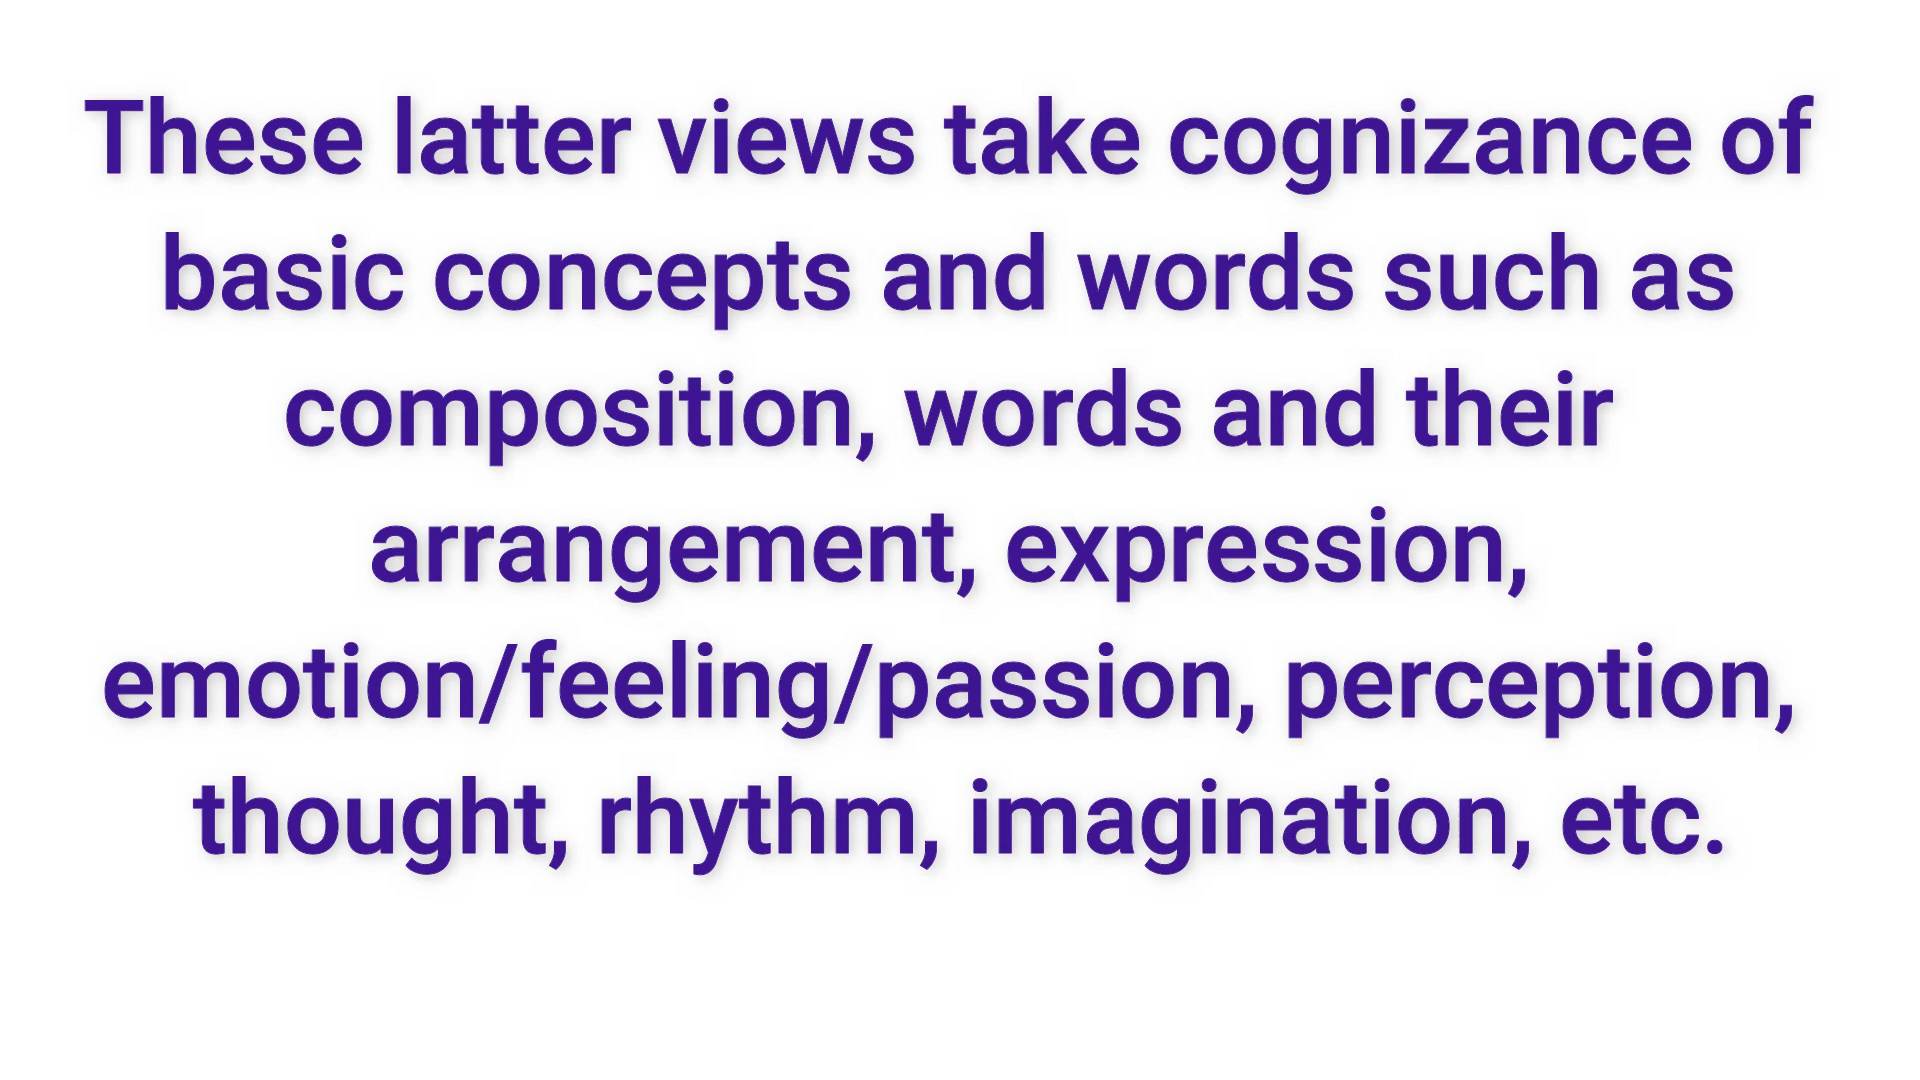 These latter views take cognizance of
basic concepts and words such as
composition, words and their
arrangement, expression,
emotion/feeling/passion, perception,
thought, rhythm, imagination, etc.